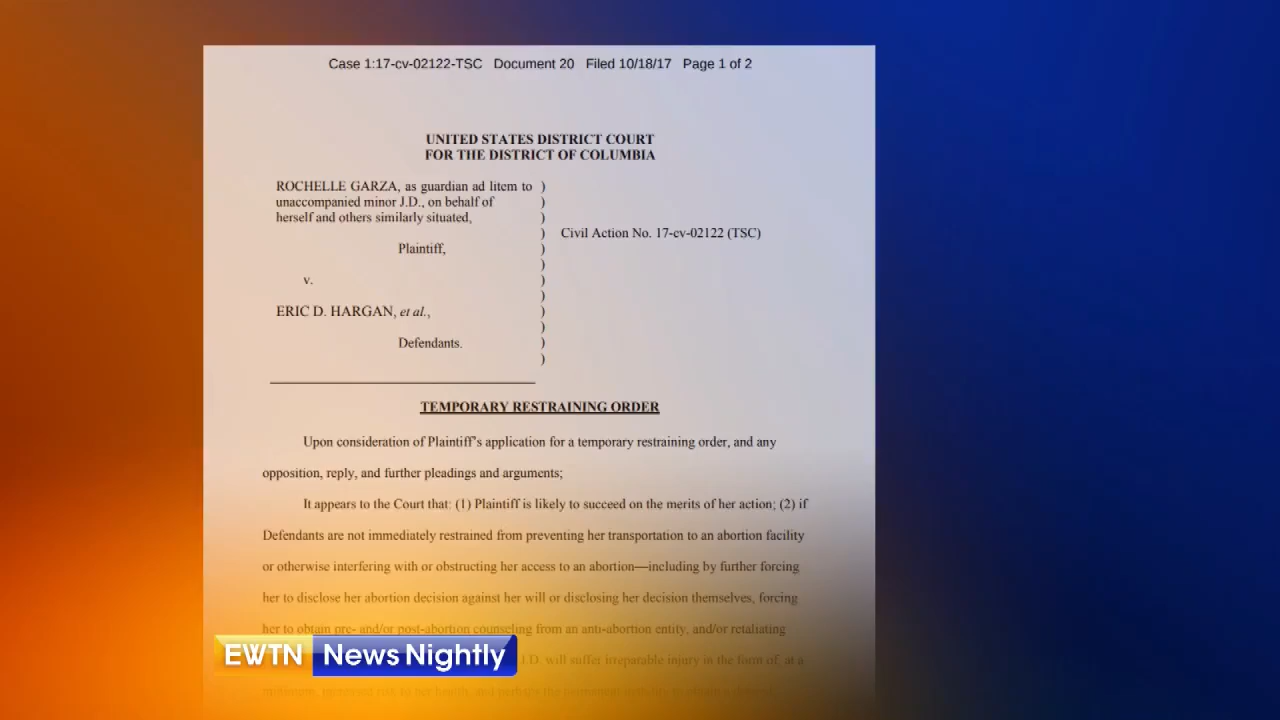 Case 1:17-cv-02122-TSC Document 20 Filed 10/18/17 Page 1 of 2
UNITED STATES DISTRICT COURT
FOR THE DISTRICT OF COLUMBIA
ROCHELLE GARZA, as guardian ad litem to )
unaccompanied minor J.D., on behalf of )
herself and others similarly situated, )
) Civil Action No. 17-cv-02122 (TSC)
Plaintiff, )
)
v. )
)
ERIC D. HARGAN, et al., )
)
Defendants. )
)
TEMPORARY RESTRAINING ORDER
Upon consideration of Plaintiff's application for a temporary restraining order, and any
opposition, reply, and further pleadings and arguments;
It appears to the Court that: (1) Plaintiff is likely to succeed on the merits of her action; (2) if
Defendants are not immediately restrained from preventing her transportation to an abortion facility
or otherwise interfering with or obstructing her access to an abortion—including by further forcing
her to disclose her abortion decision against her will or disclosing her decision themselves, forcing
her to obtain pre- and/or post-abortion counseling from an anti-abortion entity, and/or retaliating
J.D. will suffer irreparable injury in the form of, at a
EWTN News Nightly